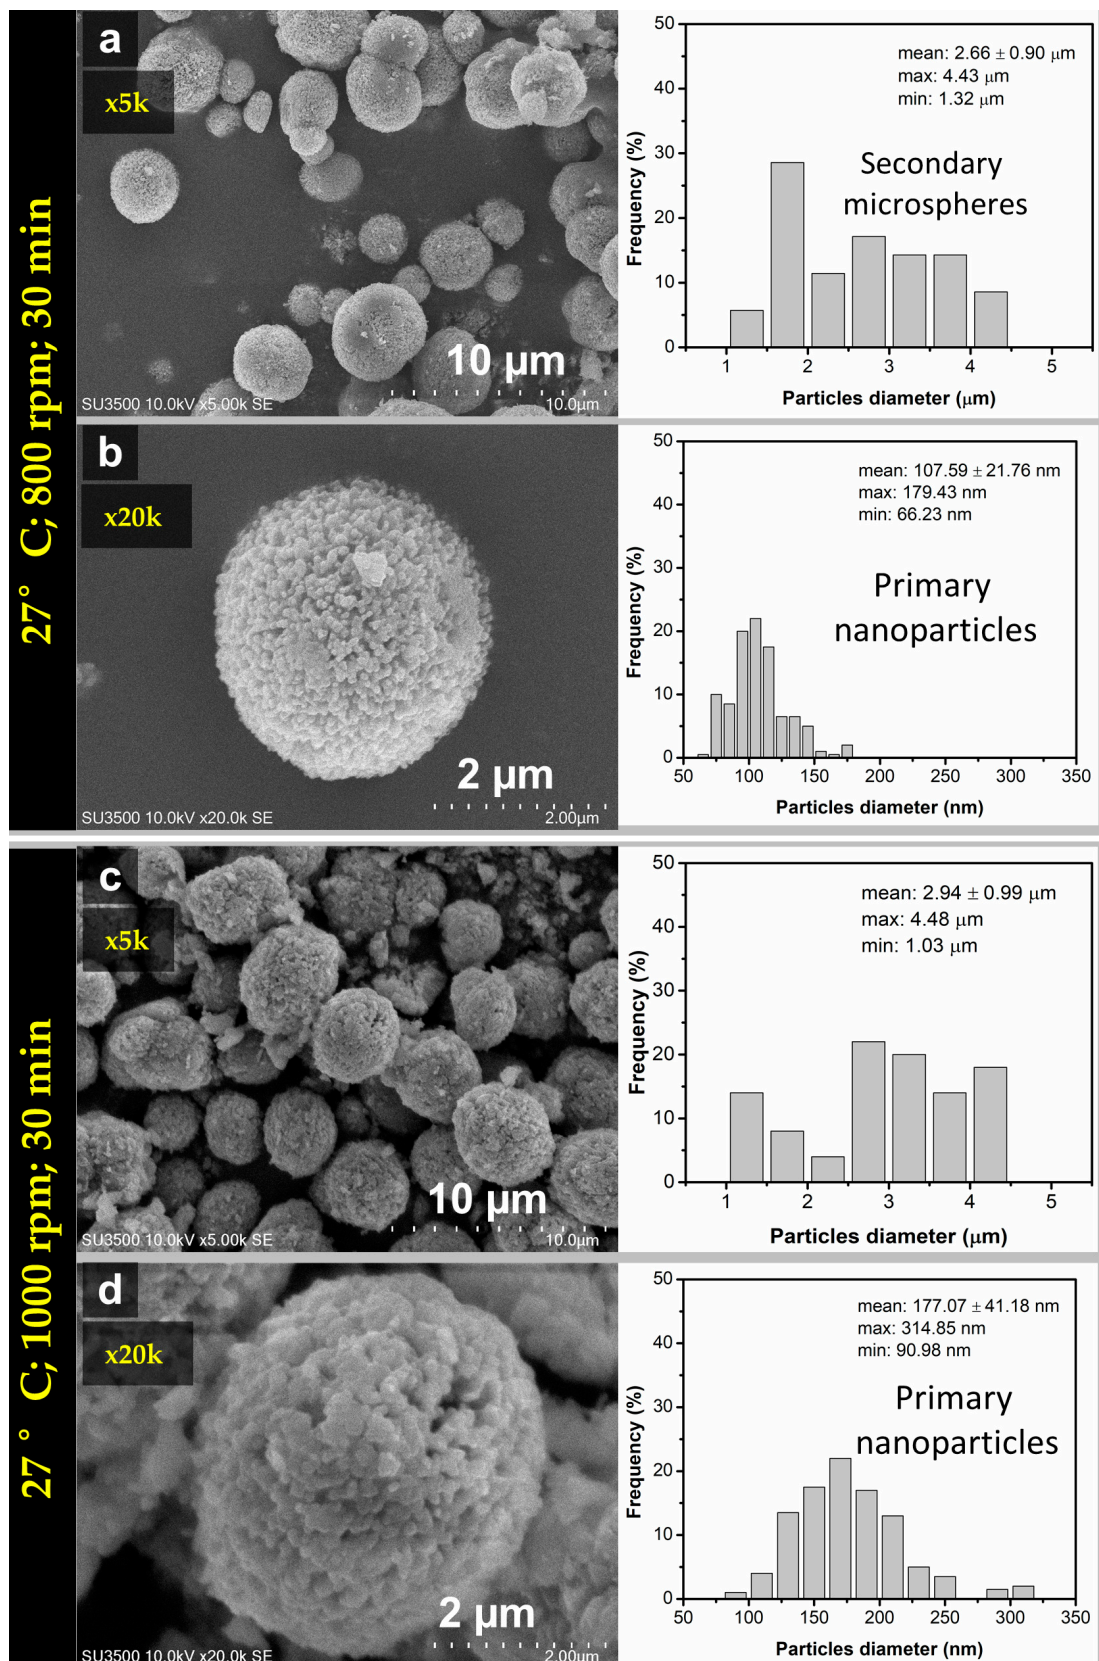 27° C; 800 rpm; 30 min
a
x5k
10 µm
SU3500 10.0kV x5.00k SE
10.0µm
50
40
30
20
10
0
Frequency (%)
mean: 2.66 ± 0.90 µm
max: 4.43 µm
min: 1.32 µm
Secondary
microspheres
1 2 3 4 5
Particles diameter (µm)
b
x20k
2 µm
SU3500 10.0kV x20.0k SE
2.00µm
50
40
30
20
10
0
Frequency (%)
mean: 107.59 ± 21.76 nm
max: 179.43 nm
min: 66.23 nm
Primary
nanoparticles
50 100 150 200 250 300 350
Particles diameter (nm)
27 ° C; 1000 rpm; 30 min
c
x5k
10 µm
SU3500 10.0kV x5.00k SE
10.0µm
50
40
30
20
10
0
Frequency (%)
mean: 2.94 ± 0.99 µm
max: 4.48 µm
min: 1.03 µm
1 2 3 4 5
Particles diameter (µm)
d
x20k
2 µm
SU3500 10.0kV x20.0k SE
2.00µm
50
40
30
20
10
0
Frequency (%)
mean: 177.07 ± 41.18 nm
max: 314.85 nm
min: 90.98 nm
Primary
nanoparticles
50 100 150 200 250 300 350
Particles diameter (nm)